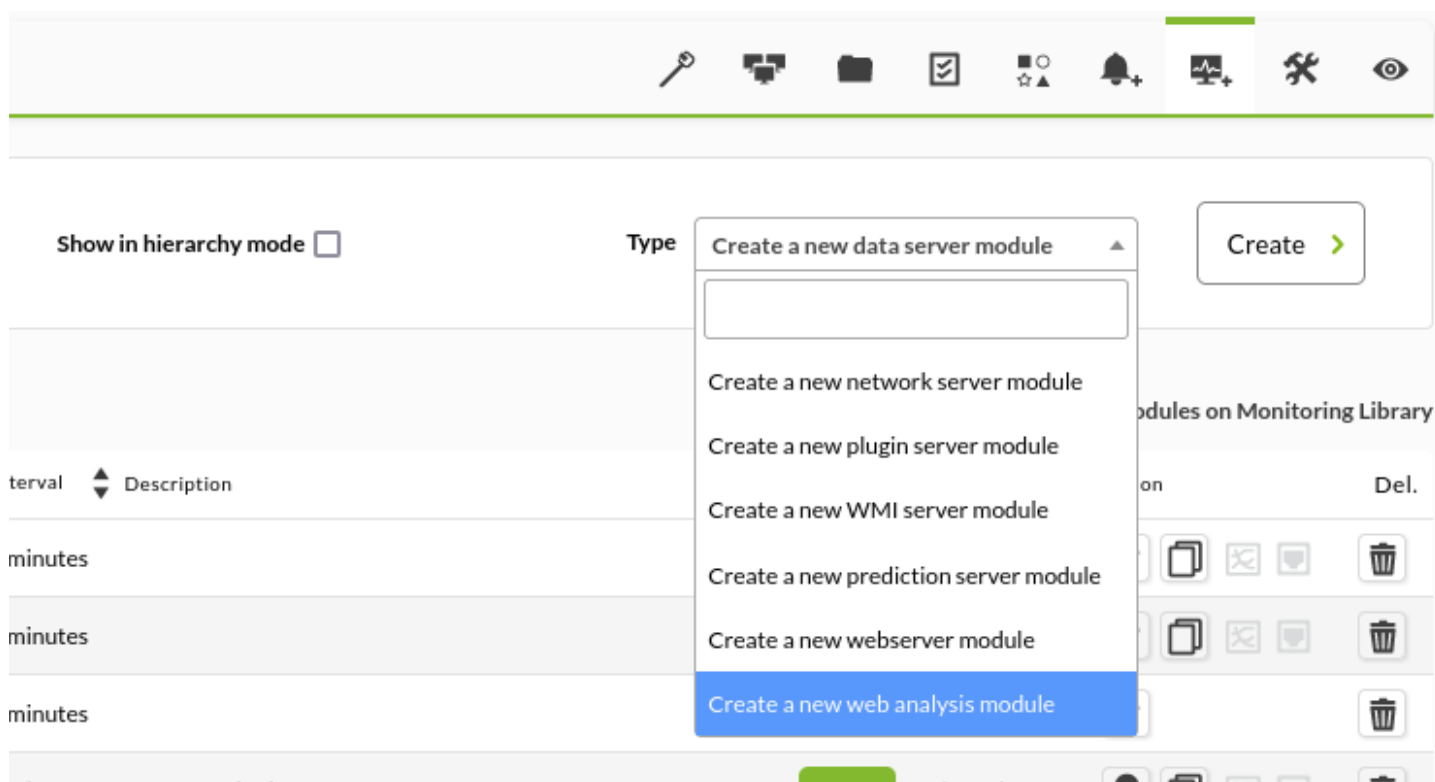 Show in hierarchy mode
Type
Create a new data server module
Create
Create a new network server module
odules on Monitoring Library
Create a new plugin server module
terval
Description
on
Del.
Create a new WMI server module
minutes
Create a new prediction server module
minutes
Create a new webserver module
Create a new web analysis module
minutes